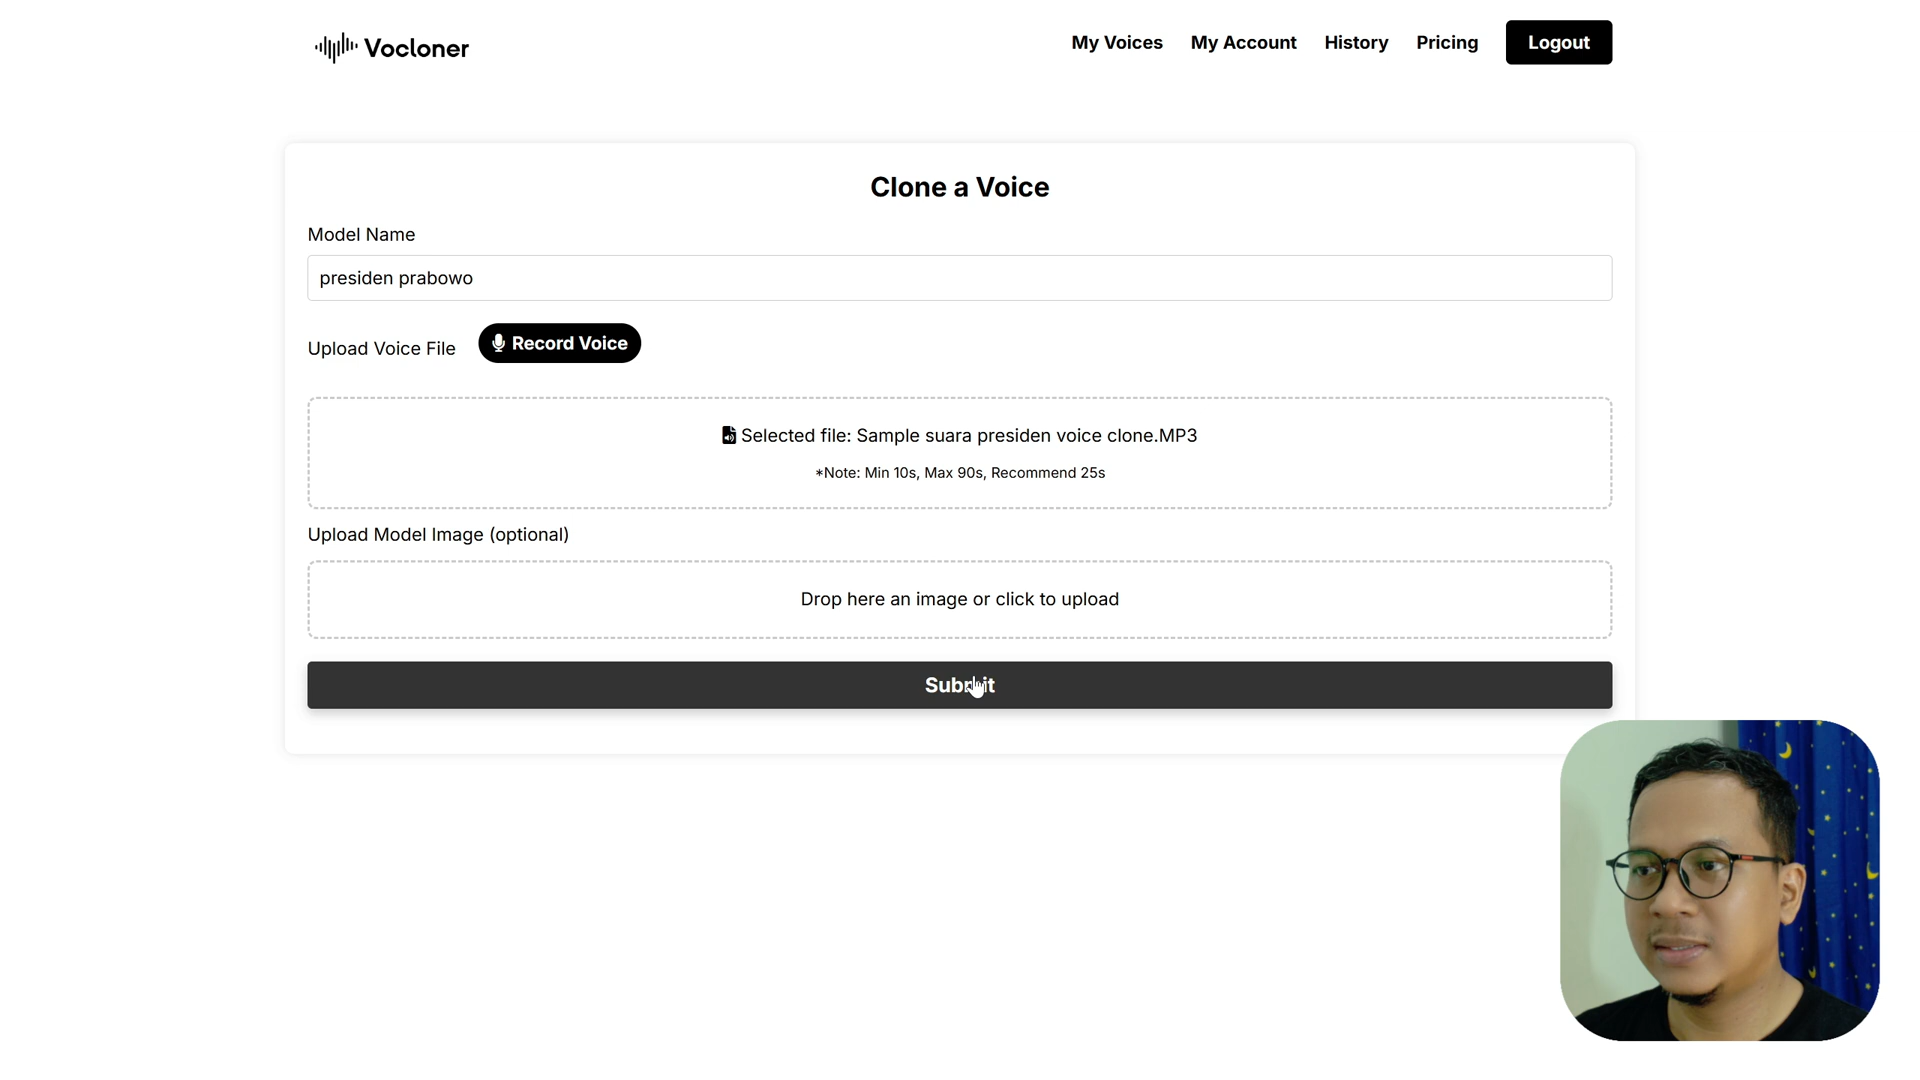 Vocloner
My Voices
My Account
History
Pricing
Logout
Clone a Voice
Model Name
presiden prabowo
Upload Voice File
Record Voice
Selected file: Sample suara presiden voice clone.MP3
*Note: Min 10s, Max 90s, Recommend 25s
Upload Model Image (optional)
Drop here an image or click to upload
Submit